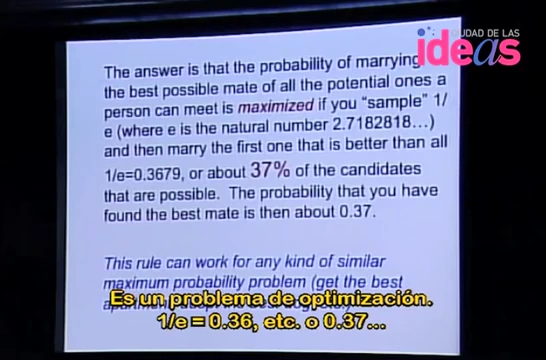 CIUDAD DE LAS
ideas
The answer is that the probability of marrying
the best possible mate of all the potential ones a
person can meet is maximized if you “sample” 1/
e (where e is the natural number 2.7182818...)
and then marry the first one that is better than all
1/e=0.3679, or about 37% of the candidates
that are possible. The probability that you have
found the best mate is then about 0.37.
This rule can work for any kind of similar
maximum probability problem (get the best
Es un problema de optimización.
1/e = 0.36, etc. o 0.37...